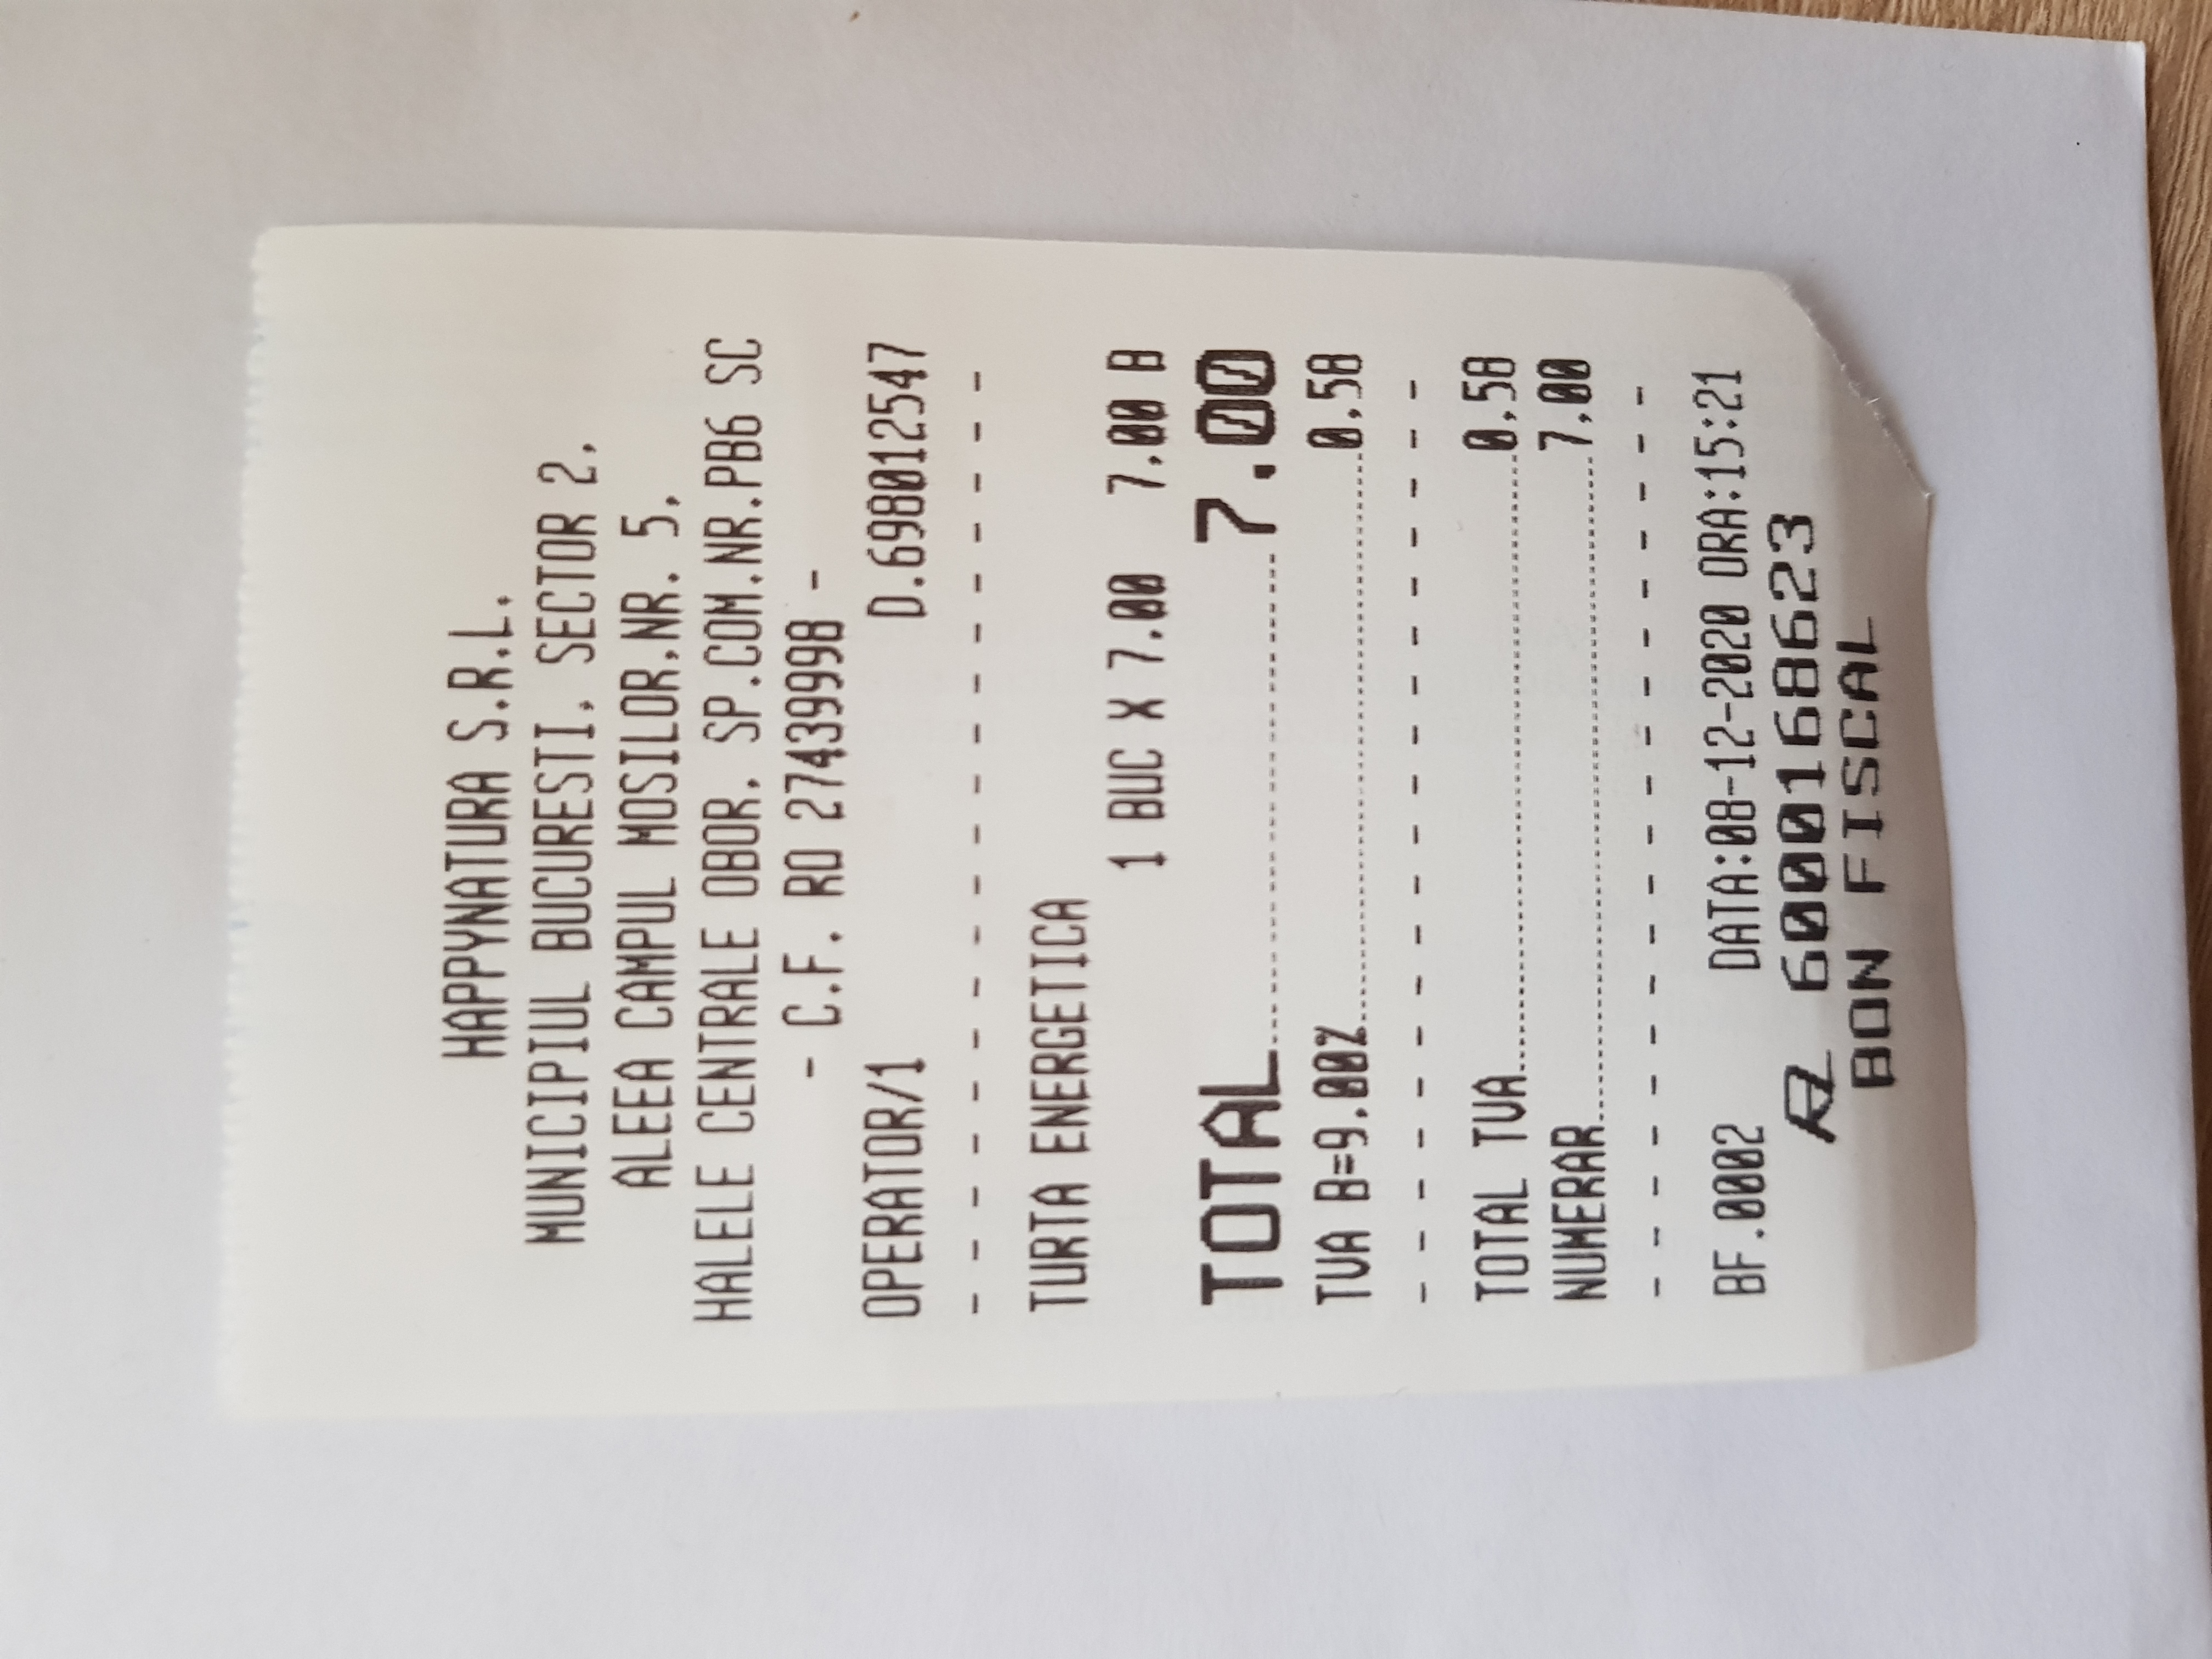 HAPPYNATURA S.R.L.
MUNICIPIUL BUCURESTI, SECTOR 2,
ALEEA CAMPUL MOSILOR,NR. 5,
HALELE CENTRALE OBOR, SP.COM.NR.PB6 SC
- C.F. RO 27439998 -
OPERATOR/1 D.698012547
- - - - - - - - - - - - - - - - - - -
TURTA ENERGETICA
1 BUC X 7.00 7,00 B
TOTAL 7.00
TVA B=9.00% 0,58
- - - - - - - - - - - - - - - - - - -
TOTAL TVA 0,58
NUMERAR 7,00
- - - - - - - - - - - - - - - - - - -
BF.0002 DATA:08-12-2020 ORA:15:21
6000168623
BON FISCAL